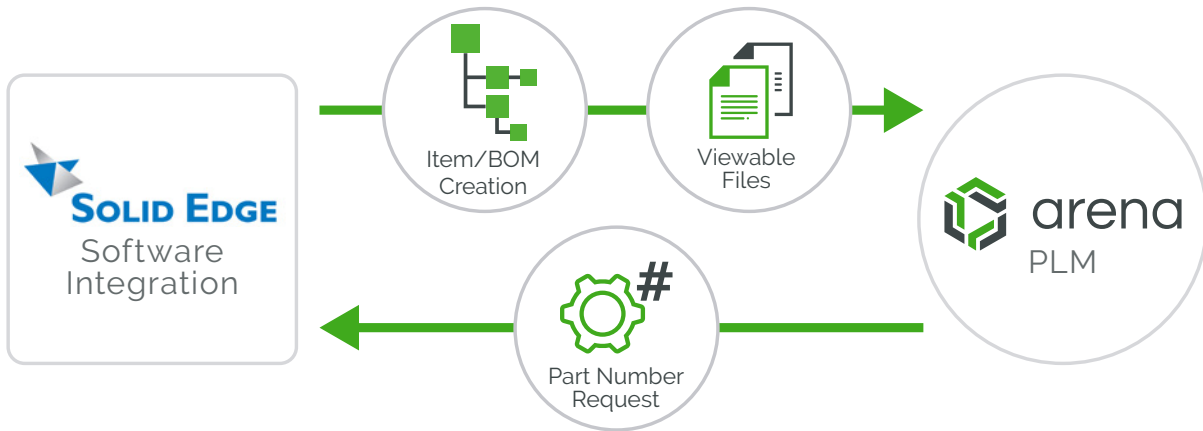 SOLID EDGE
Software
Integration
Item/BOM
Creation
Viewable
Files
arena
PLM
#
Part Number
Request